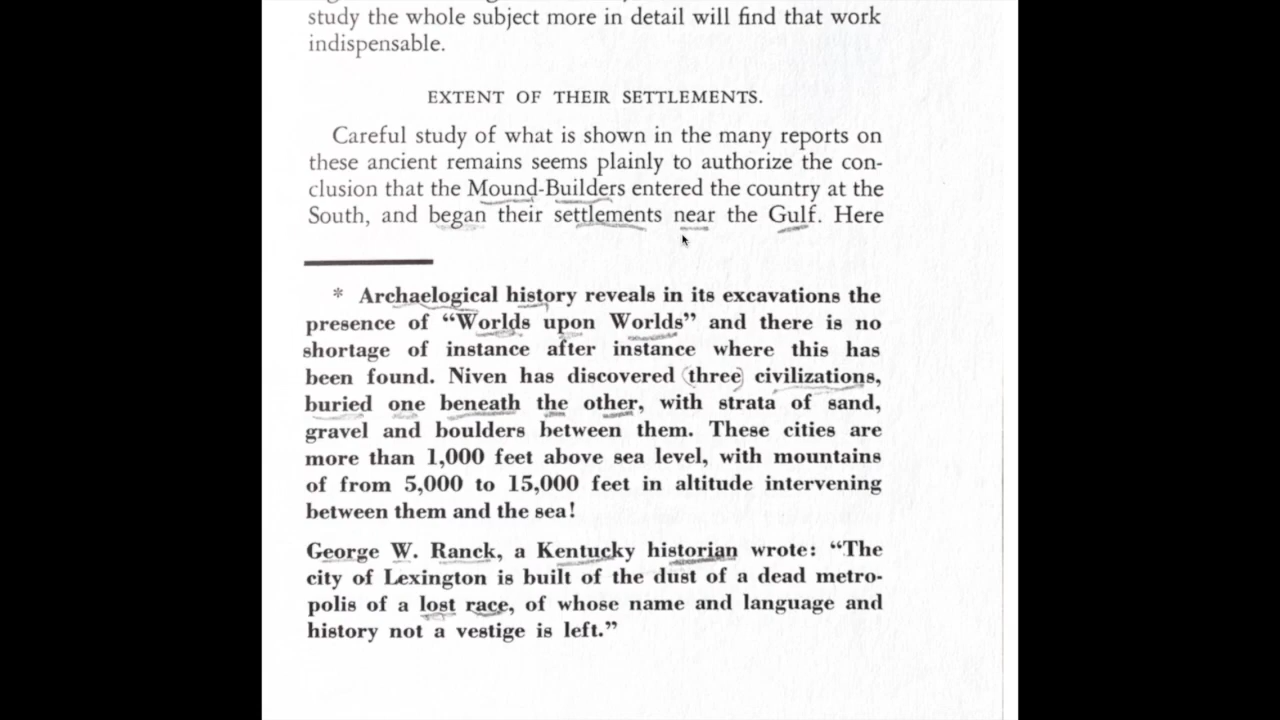 study the whole subject more in detail will find that work
indispensable.
EXTENT OF THEIR SETTLEMENTS.
Careful study of what is shown in the many reports on
these ancient remains seems plainly to authorize the con-
clusion that the Mound-Builders entered the country at the
South, and began their settlements near the Gulf. Here
* Archaelogical history reveals in its excavations the
presence of “Worlds upon Worlds” and there is no
shortage of instance after instance where this has
been found. Niven has discovered three civilizations,
buried one beneath the other, with strata of sand,
gravel and boulders between them. These cities are
more than 1,000 feet above sea level, with mountains
of from 5,000 to 15,000 feet in altitude intervening
between them and the sea!
George W. Ranck, a Kentucky historian wrote: “The
city of Lexington is built of the dust of a dead metro-
polis of a lost race, of whose name and language and
history not a vestige is left.”